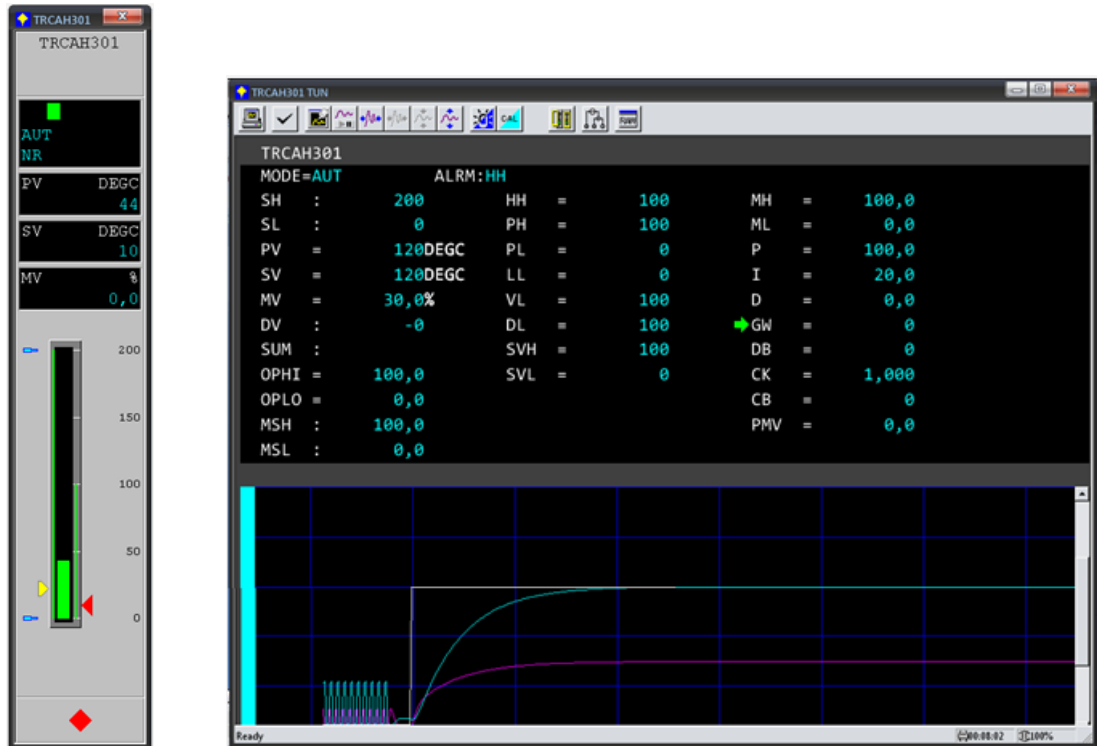 TRCAH301
TRCAH301
AUT
NR
PV DEGC
44
SV DEGC
10
MV %
0,0
200
150
100
50
0
TRCAH301 TUN
CAL
TRCAH301
MODE=AUT ALRM:HH
SH : 200 HH = 100 MH = 100,0
SL : 0 PH = 100 ML = 0,0
PV = 120DEGC PL = 0 P = 100,0
SV = 120DEGC LL = 0 I = 20,0
MV = 30,0% VL = 100 D = 0,0
DV : -0 DL = 100 GW = 0
SUM : SVH = 100 DB = 0
OPHI = 100,0 SVL = 0 CK = 1,000
OPLO = 0,0 CB = 0
MSH : 100,0 PMV = 0,0
MSL : 0,0
Ready 00:08:02 100%